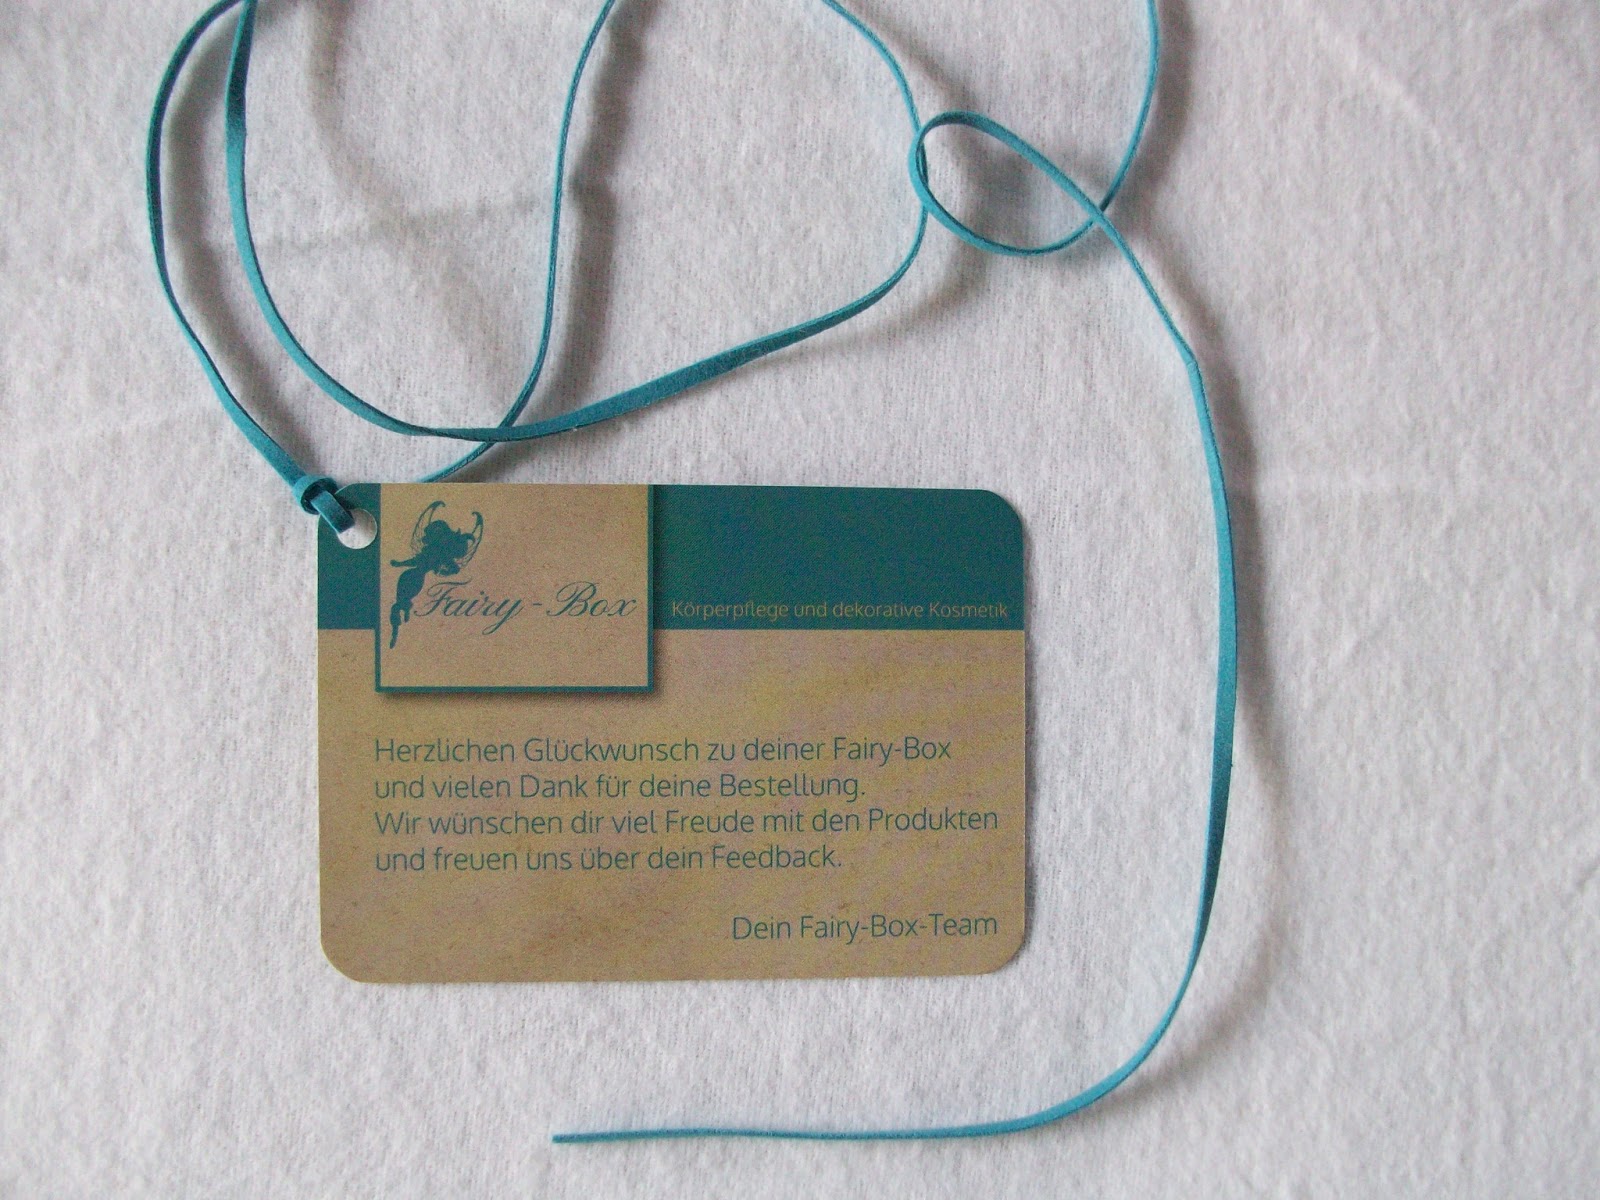 Fairy-Box
Körperpflege und dekorative Kosmetik
Herzlichen Glückwunsch zu deiner Fairy-Box
und vielen Dank für deine Bestellung.
Wir wünschen dir viel Freude mit den Produkten
und freuen uns über dein Feedback.
Dein Fairy-Box-Team